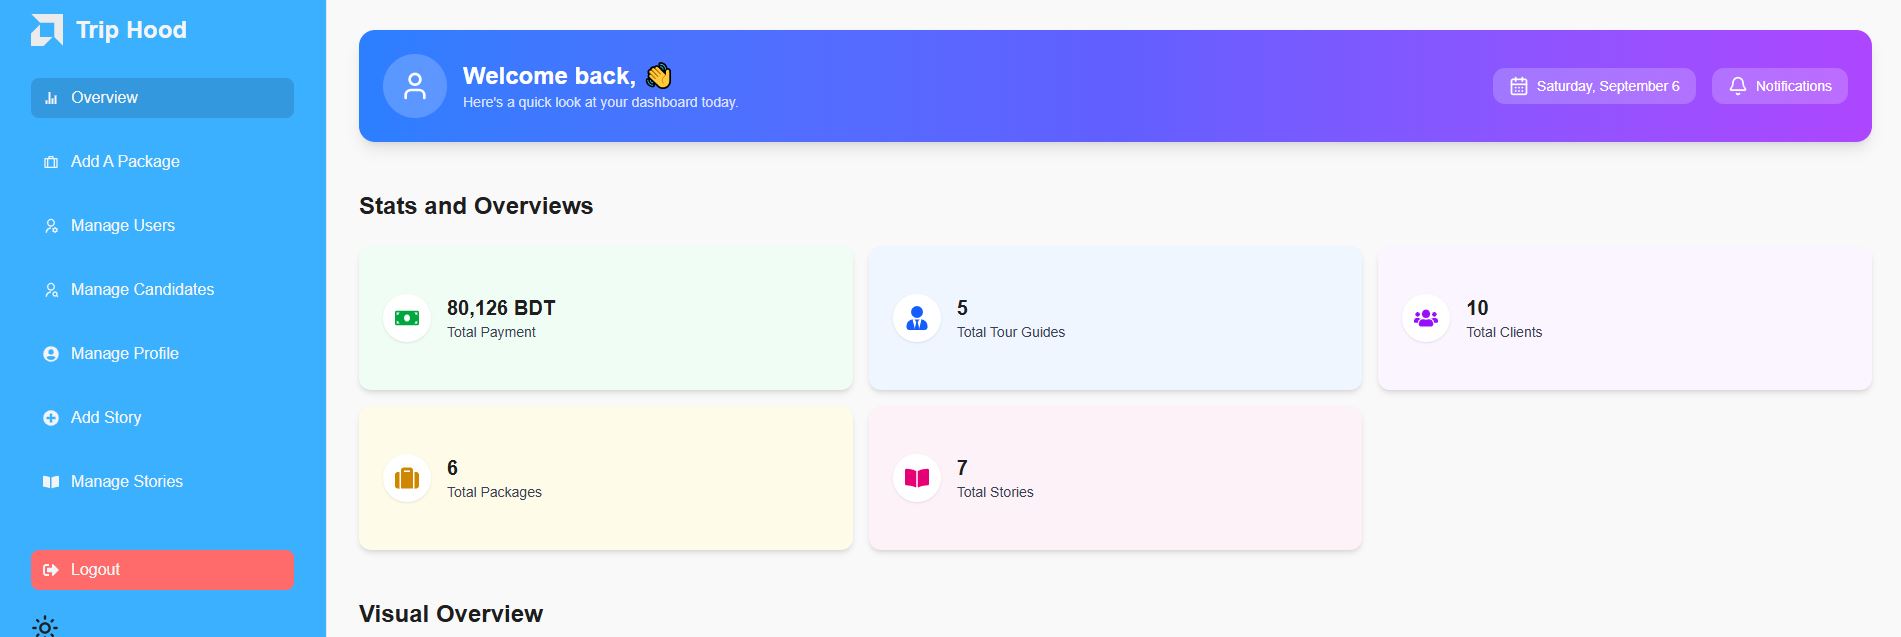 Trip Hood
Overview
Add A Package
Manage Users
Manage Candidates
Manage Profile
Add Story
Manage Stories
Logout
Welcome back, 👋
Here's a quick look at your dashboard today.
Saturday, September 6
Notifications
Stats and Overviews
80,126 BDT
Total Payment
5
Total Tour Guides
10
Total Clients
6
Total Packages
7
Total Stories
Visual Overview